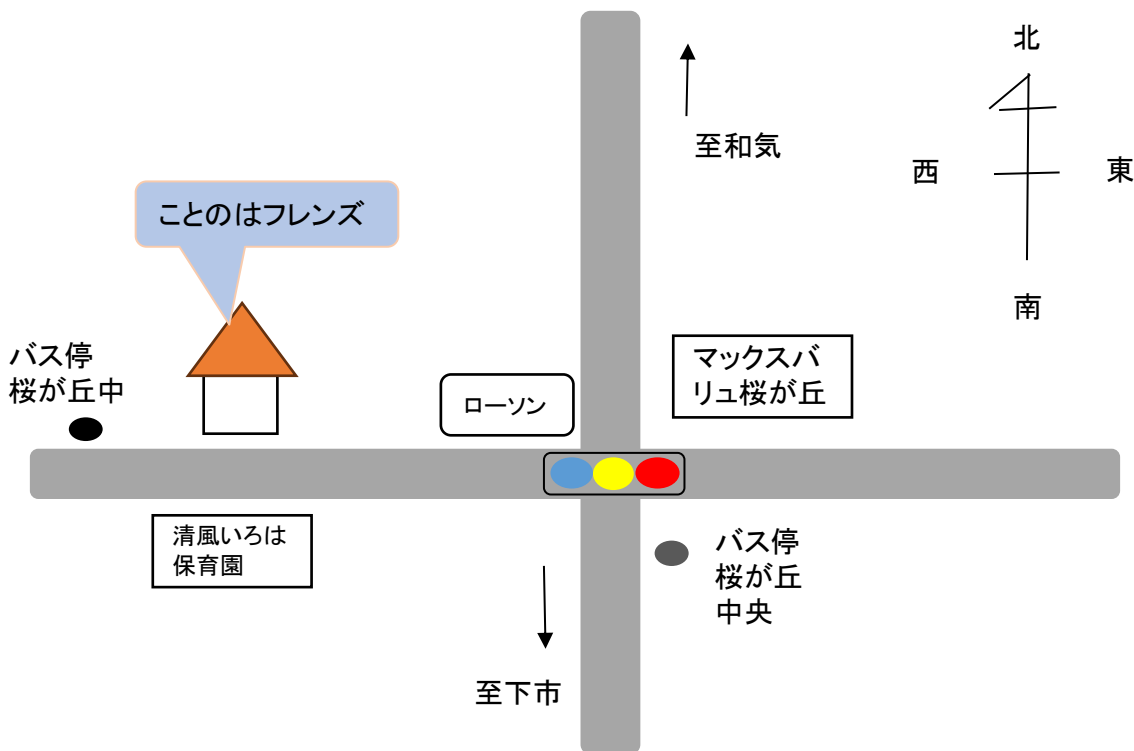 北
至和気
西
東
ことのはフレンズ
南
バス停
桜が丘中
マックスバ
リュ桜が丘
ローソン
清風いろは
保育園
バス停
桜が丘
中央
至下市